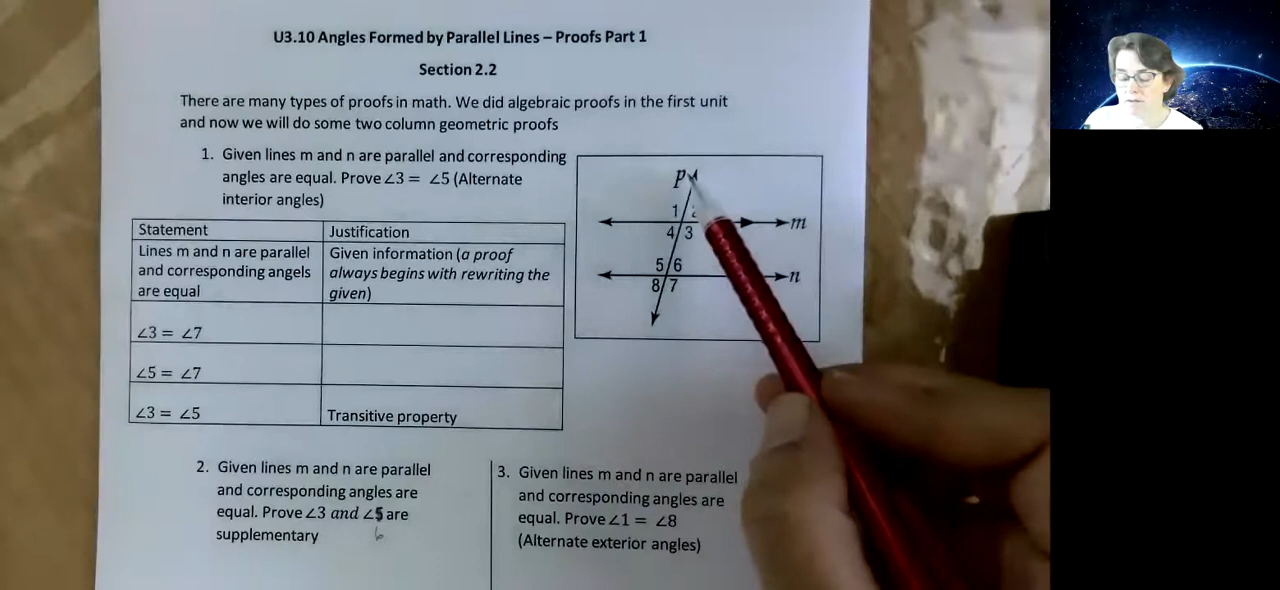 U3.10 Angles Formed by Parallel Lines – Proofs Part 1
Section 2.2
There are many types of proofs in math. We did algebraic proofs in the first unit
and now we will do some two column geometric proofs
1. Given lines m and n are parallel and corresponding
angles are equal. Prove ∠3 = ∠5 (Alternate
interior angles)
Statement
Justification
Lines m and n are parallel
and corresponding angels
are equal
Given information (a proof
always begins with rewriting the
given)
∠3 = ∠7
∠5 = ∠7
∠3 = ∠5
Transitive property
p
1
m
4 3
5 6
n
8 7
2. Given lines m and n are parallel
and corresponding angles are
equal. Prove ∠3 and ∠5 are
supplementary
6
3. Given lines m and n are parallel
and corresponding angles are
equal. Prove ∠1 = ∠8
(Alternate exterior angles)